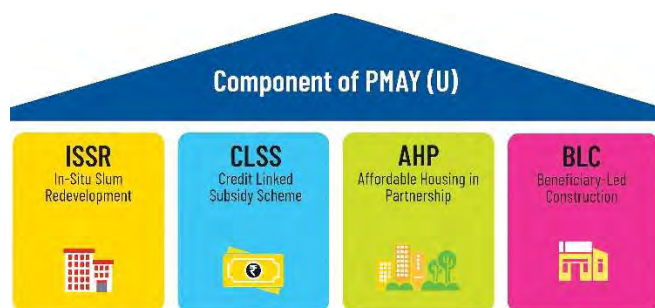 Component of PMAY (U)
ISSR
In-Situ Slum
Redevelopment
CLSS
Credit Linked
Subsidy Scheme
AHP
Affordable Housing in
Partnership
BLC
Beneficiary-Led
Construction
₹